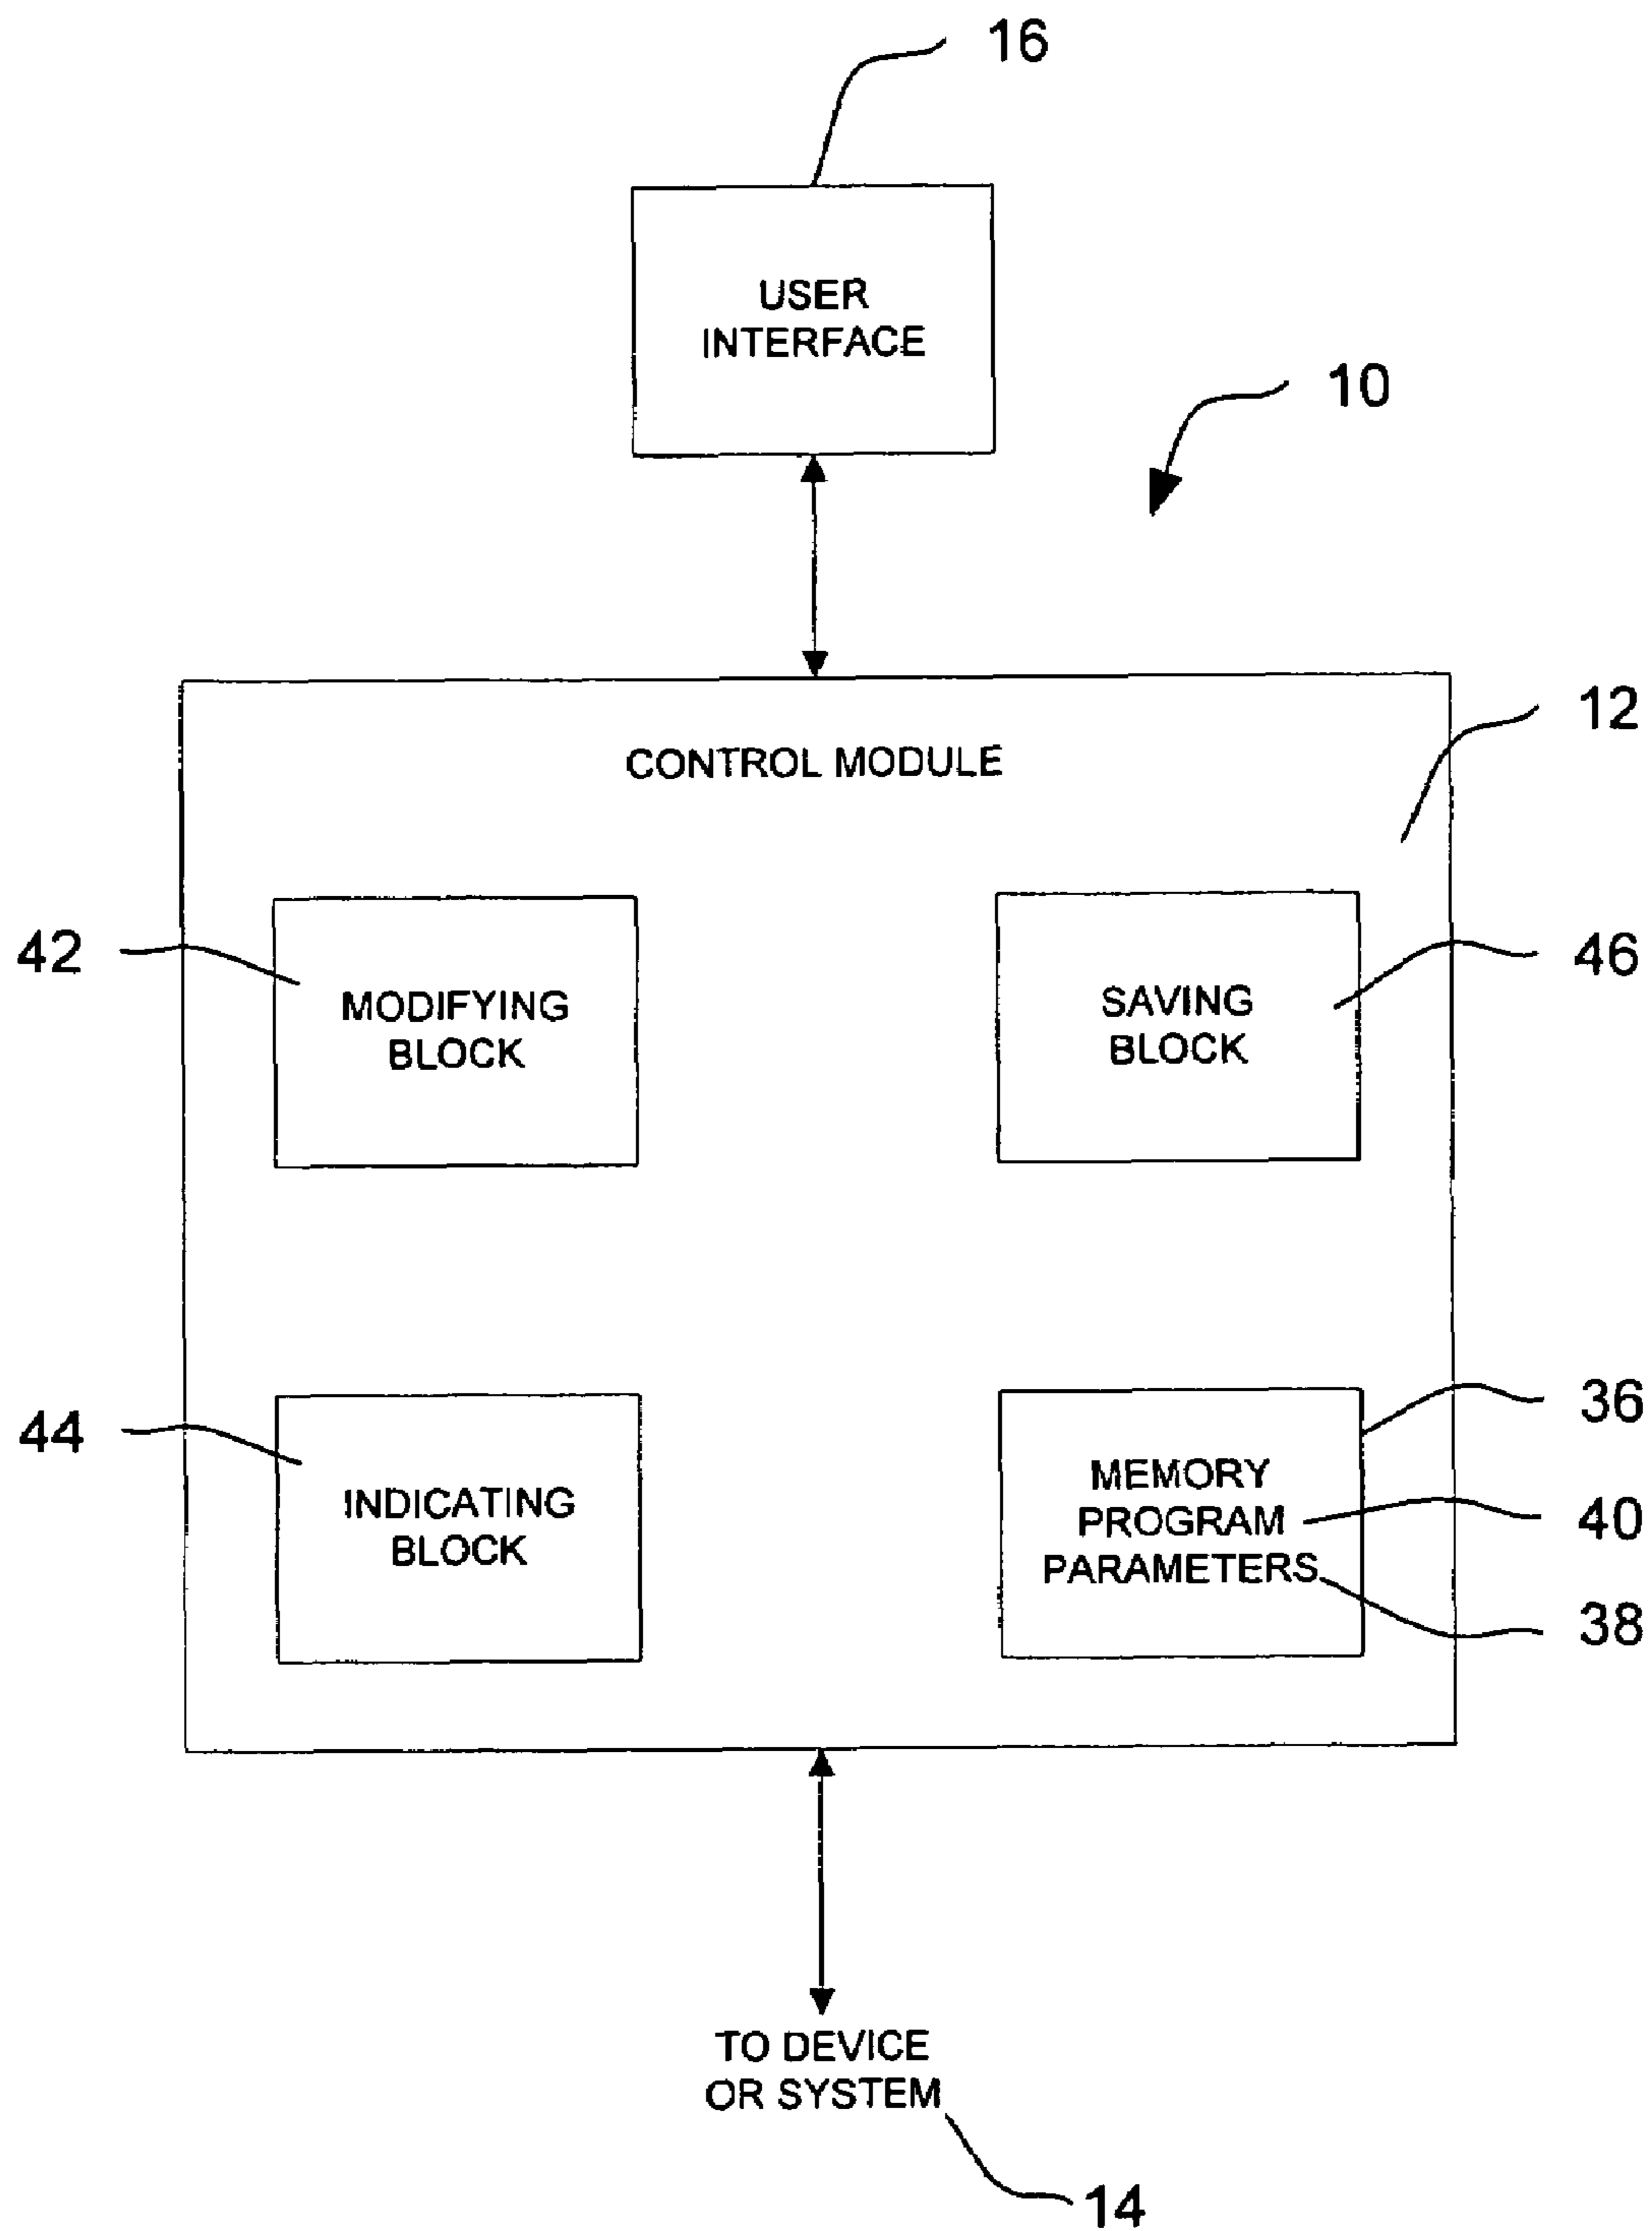 16
USER
INTERFACE
10
12
CONTROL MODULE
42
MODIFYING
BLOCK
SAVING
BLOCK
46
44
INDICATING
BLOCK
MEMORY
PROGRAM
PARAMETERS
36
40
38
TO DEVICE
OR SYSTEM
14